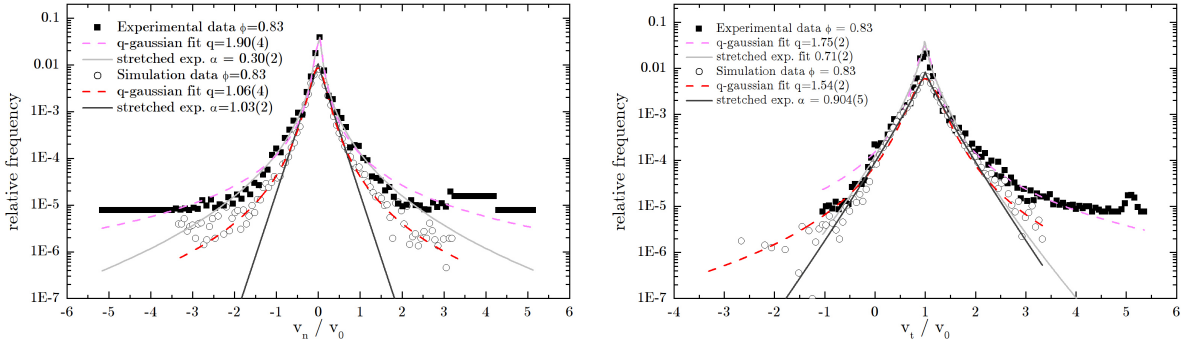 0.1
0.01
1E-3
1E-4
1E-5
1E-6
1E-7
relative frequency
Experimental data ϕ=0.83
q-gaussian fit q=1.90(4)
stretched exp. α = 0.30(2)
Simulation data ϕ=0.83
q-gaussian fit q=1.06(4)
stretched exp. α=1.03(2)
-6 -5 -4 -3 -2 -1 0 1 2 3 4 5 6
v_n / v_0
0.1
0.01
1E-3
1E-4
1E-5
1E-6
1E-7
relative frequency
Experimental data ϕ = 0.83
q-gaussian fit q=1.75(2)
stretched exp. fit 0.71(2)
Simulation data ϕ = 0.83
q-gaussian fit q=1.54(2)
stretched exp. α = 0.904(5)
-4 -3 -2 -1 0 1 2 3 4 5 6
v_t / v_0